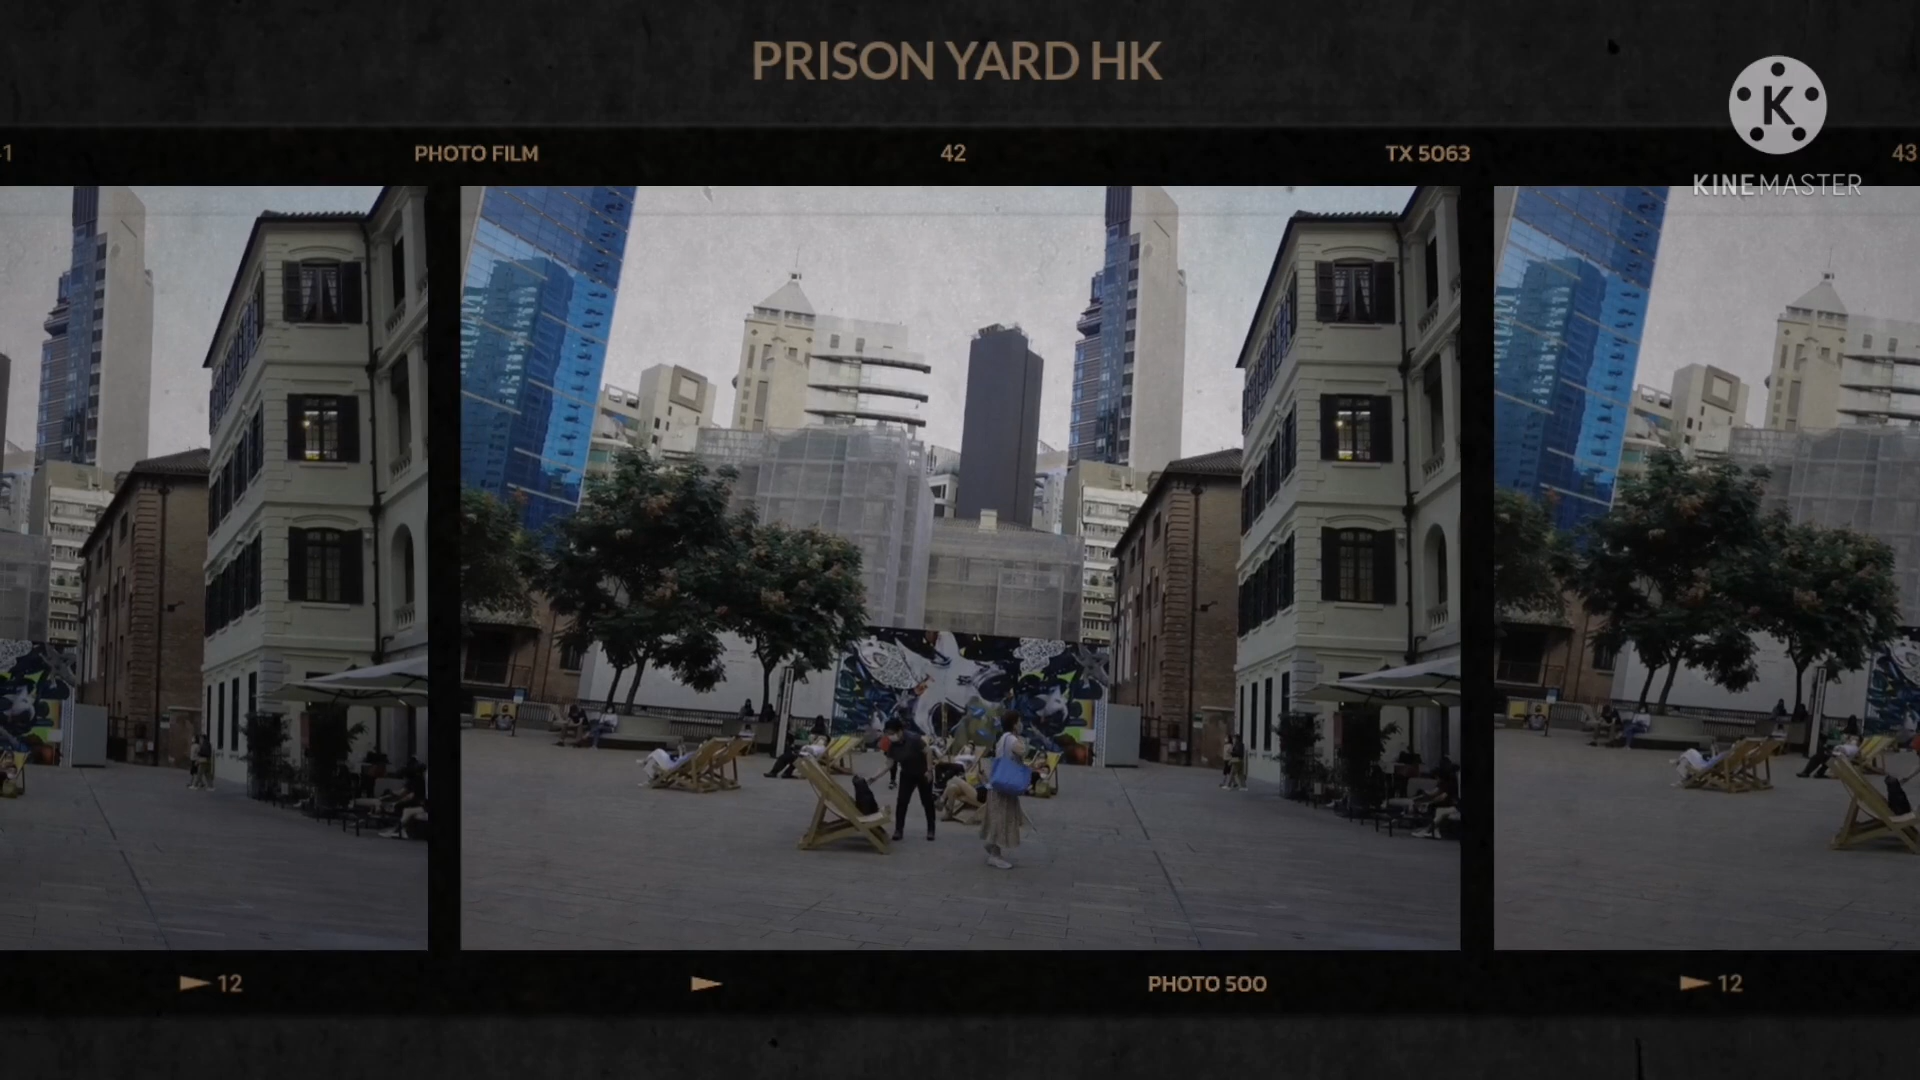 PRISON YARD HK
K
KINEMASTER
PHOTO FILM
42
TX 5063
43
12
PHOTO 500
12